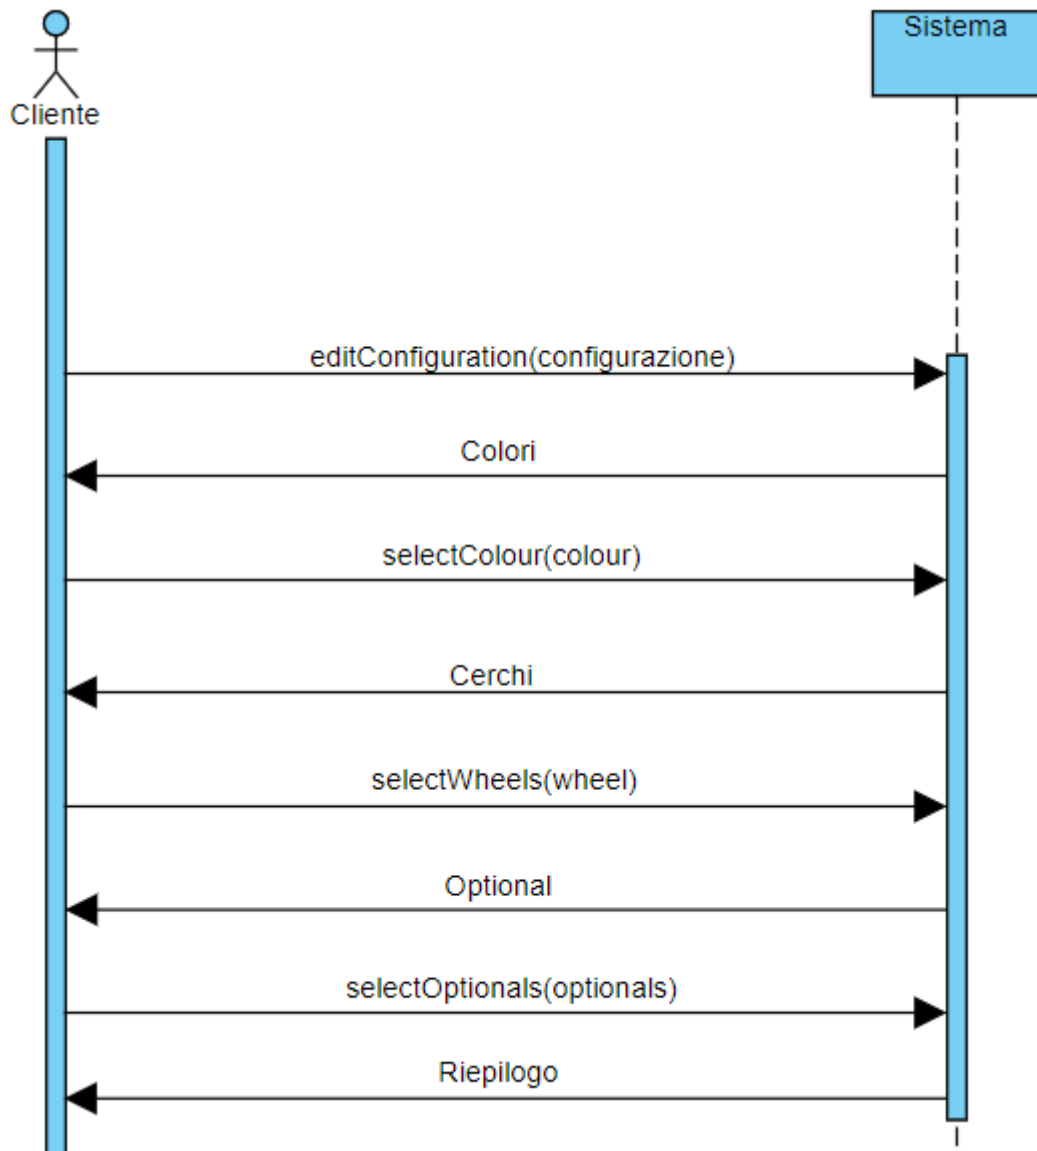 Sistema
Cliente
editConfiguration(configurazione)
Colori
selectColour(colour)
Cerchi
selectWheels(wheel)
Optional
selectOptionals(optionals)
Riepilogo